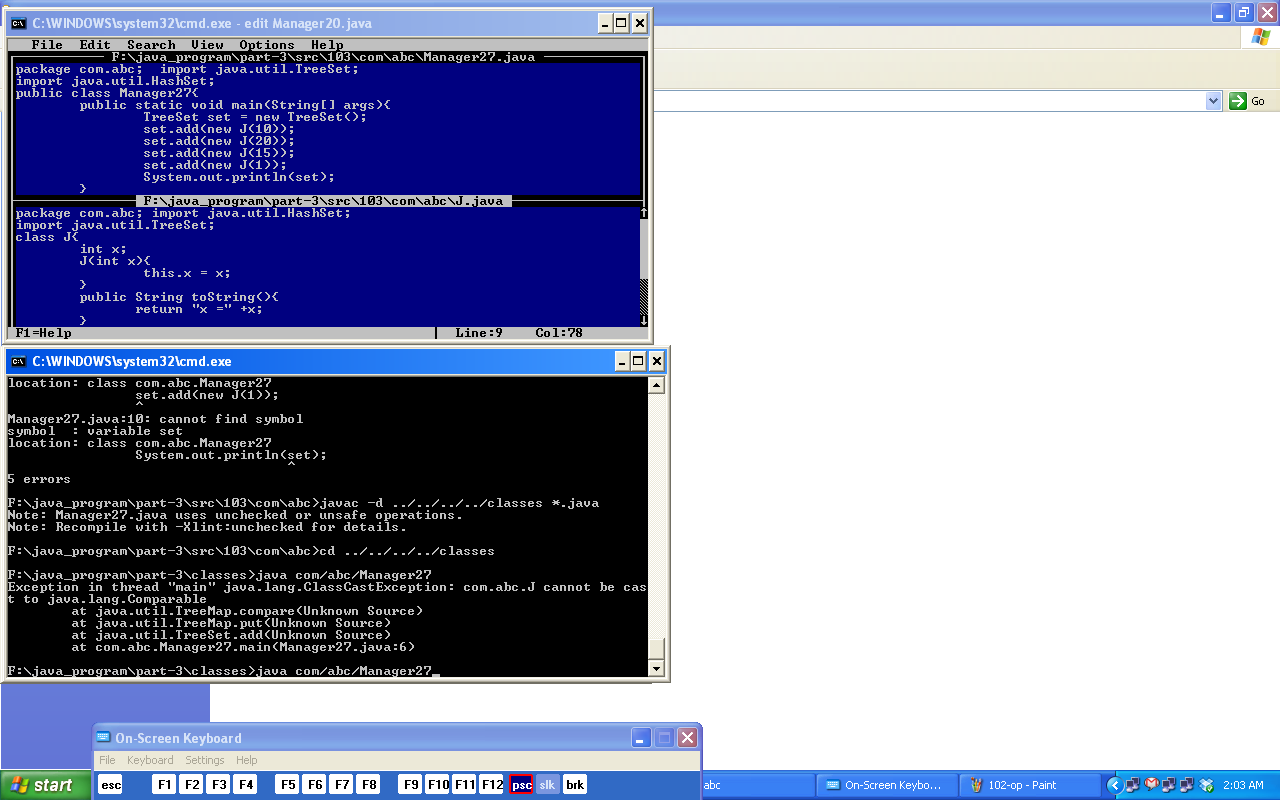 C:\WINDOWS\system32\cmd.exe - edit Manager20.java
File Edit Search View Options Help
F:\java_program\part-3\src\103\com\abc\Manager27.java
package com.abc;  import java.util.TreeSet;
import java.util.HashSet;
public class Manager27{
public static void main(String[] args){
TreeSet set = new TreeSet();
set.add(new J(10));
set.add(new J(20));
set.add(new J(15));
set.add(new J(1));
System.out.println(set);
}
F:\java_program\part-3\src\103\com\abc\J.java
package com.abc; import java.util.HashSet;
import java.util.TreeSet;
class J{
int x;
J(int x){
this.x = x;
}
public String toString(){
return "x =" +x;
}
F1=Help | Line:9 Col:78
Go
C:\WINDOWS\system32\cmd.exe
location: class com.abc.Manager27
set.add(new J(1));
^
Manager27.java:10: cannot find symbol
symbol  : variable set
location: class com.abc.Manager27
System.out.println(set);
^
5 errors
F:\java_program\part-3\src\103\com\abc>javac -d ../../../../classes *.java
Note: Manager27.java uses unchecked or unsafe operations.
Note: Recompile with -Xlint:unchecked for details.
F:\java_program\part-3\src\103\com\abc>cd ../../../../classes
F:\java_program\part-3\classes>java com/abc/Manager27
Exception in thread "main" java.lang.ClassCastException: com.abc.J cannot be cas
t to java.lang.Comparable
at java.util.TreeMap.compare(Unknown Source)
at java.util.TreeMap.put(Unknown Source)
at java.util.TreeSet.add(Unknown Source)
at com.abc.Manager27.main(Manager27.java:6)
F:\java_program\part-3\classes>java com/abc/Manager27_
On-Screen Keyboard
File Keyboard Settings Help
esc F1 F2 F3 F4 F5 F6 F7 F8 F9 F10 F11 F12 psc slk brk
start abc On-Screen Keybo... 102-op - Paint 2:03 AM